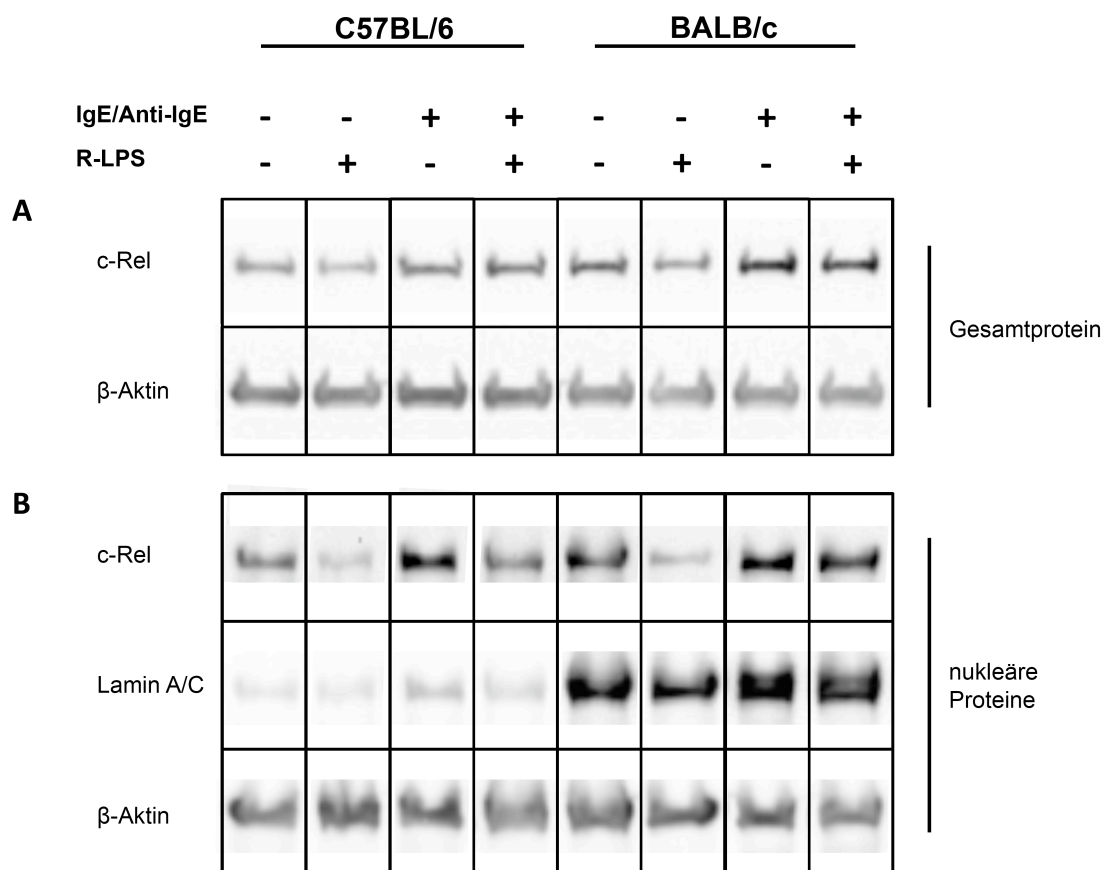 C57BL/6 BALB/c
IgE/Anti-IgE - - + + - - + +
R-LPS - + - + - + - +
A
c-Rel
Gesamtprotein
β-Aktin
B
c-Rel
Lamin A/C
nukleäre
Proteine
β-Aktin